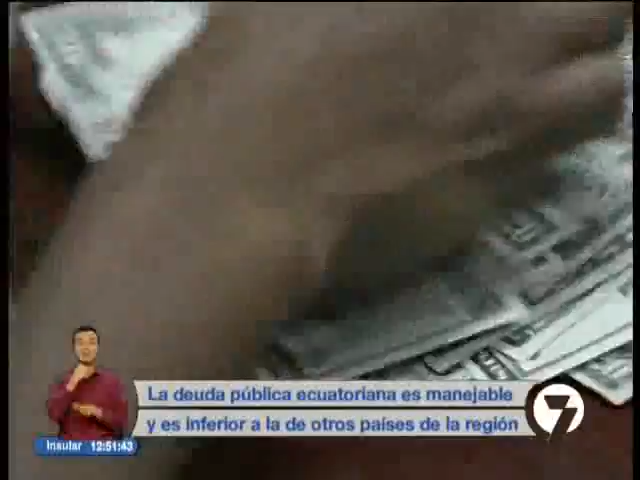 La deuda pública ecuatoriana es manejable
y es inferior a la de otros países de la región
7
Insular 12:51:43